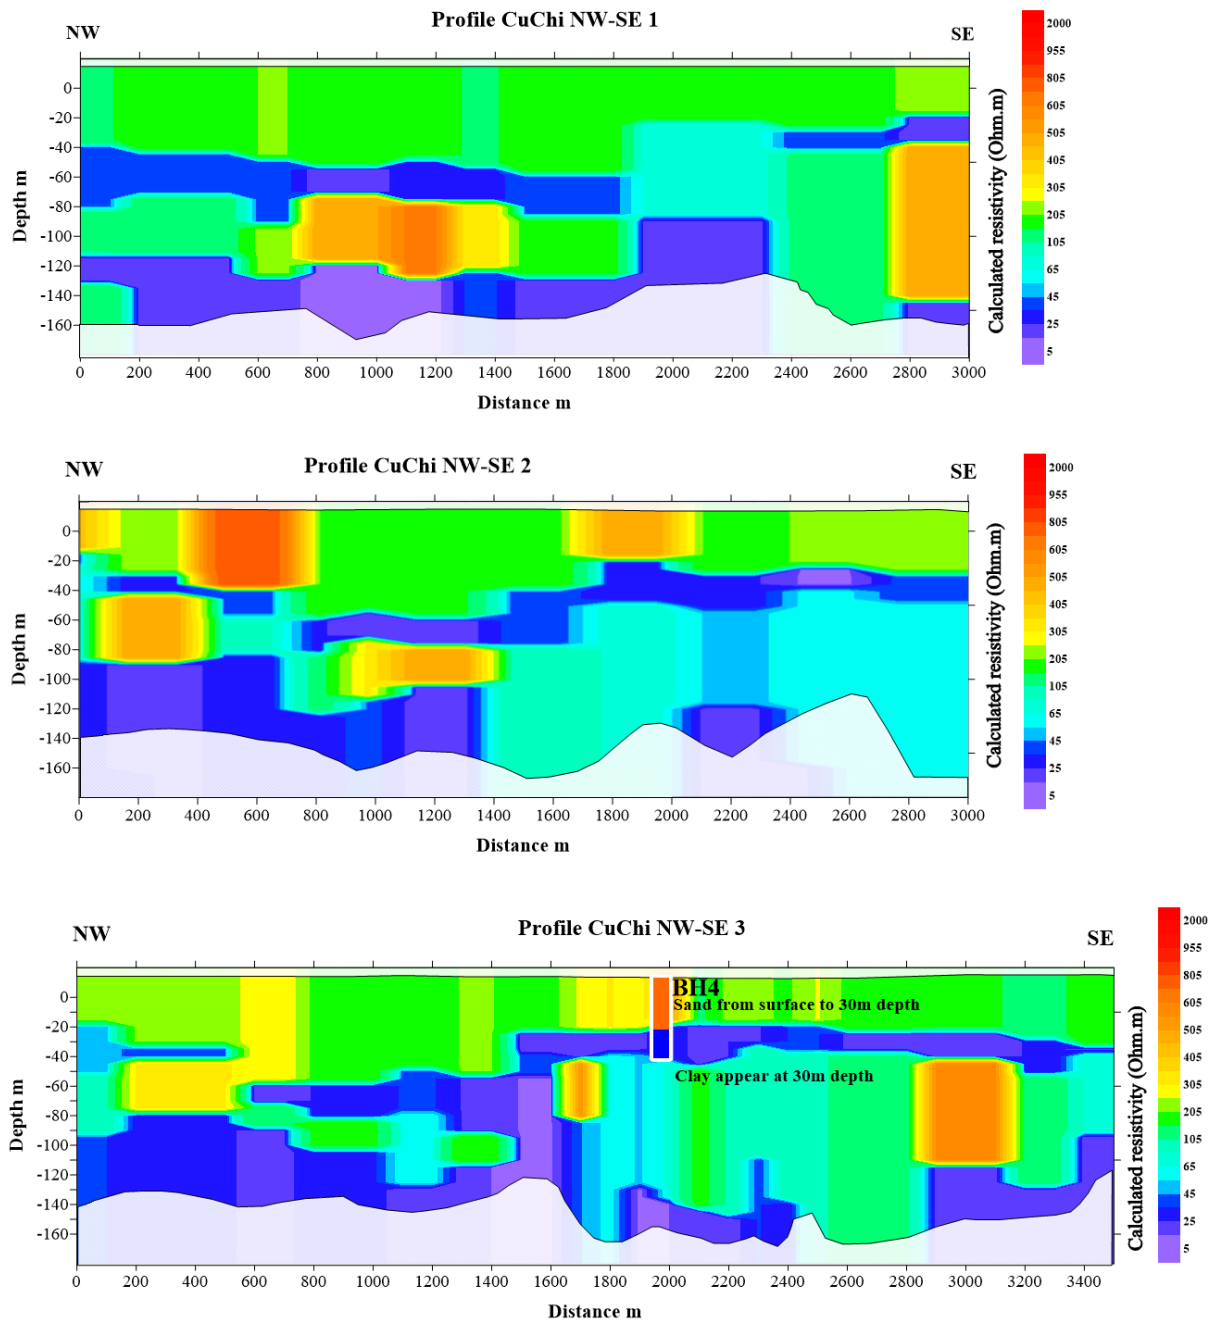 Profile CuChi NW-SE 1
NW
SE
0
-20
-40
-60
-80
-100
-120
-140
-160
Depth m
0 200 400 600 800 1000 1200 1400 1600 1800 2000 2200 2400 2600 2800 3000
Distance m
Calculated resistivity (Ohm.m)
2000
955
805
605
505
405
305
205
105
65
45
25
5
Profile CuChi NW-SE 2
NW
SE
0
-20
-40
-60
-80
-100
-120
-140
-160
Depth m
0 200 400 600 800 1000 1200 1400 1600 1800 2000 2200 2400 2600 2800 3000
Distance m
Calculated resistivity (Ohm.m)
2000
955
805
605
505
405
305
205
105
65
45
25
5
Profile CuChi NW-SE 3
NW
SE
BH4
Sand from surface to 30m depth
Clay appear at 30m depth
0
-20
-40
-60
-80
-100
-120
-140
-160
Depth m
0 200 400 600 800 1000 1200 1400 1600 1800 2000 2200 2400 2600 2800 3000 3200 3400
Distance m
Calculated resistivity (Ohm.m)
2000
955
805
605
505
405
305
205
105
65
45
25
5